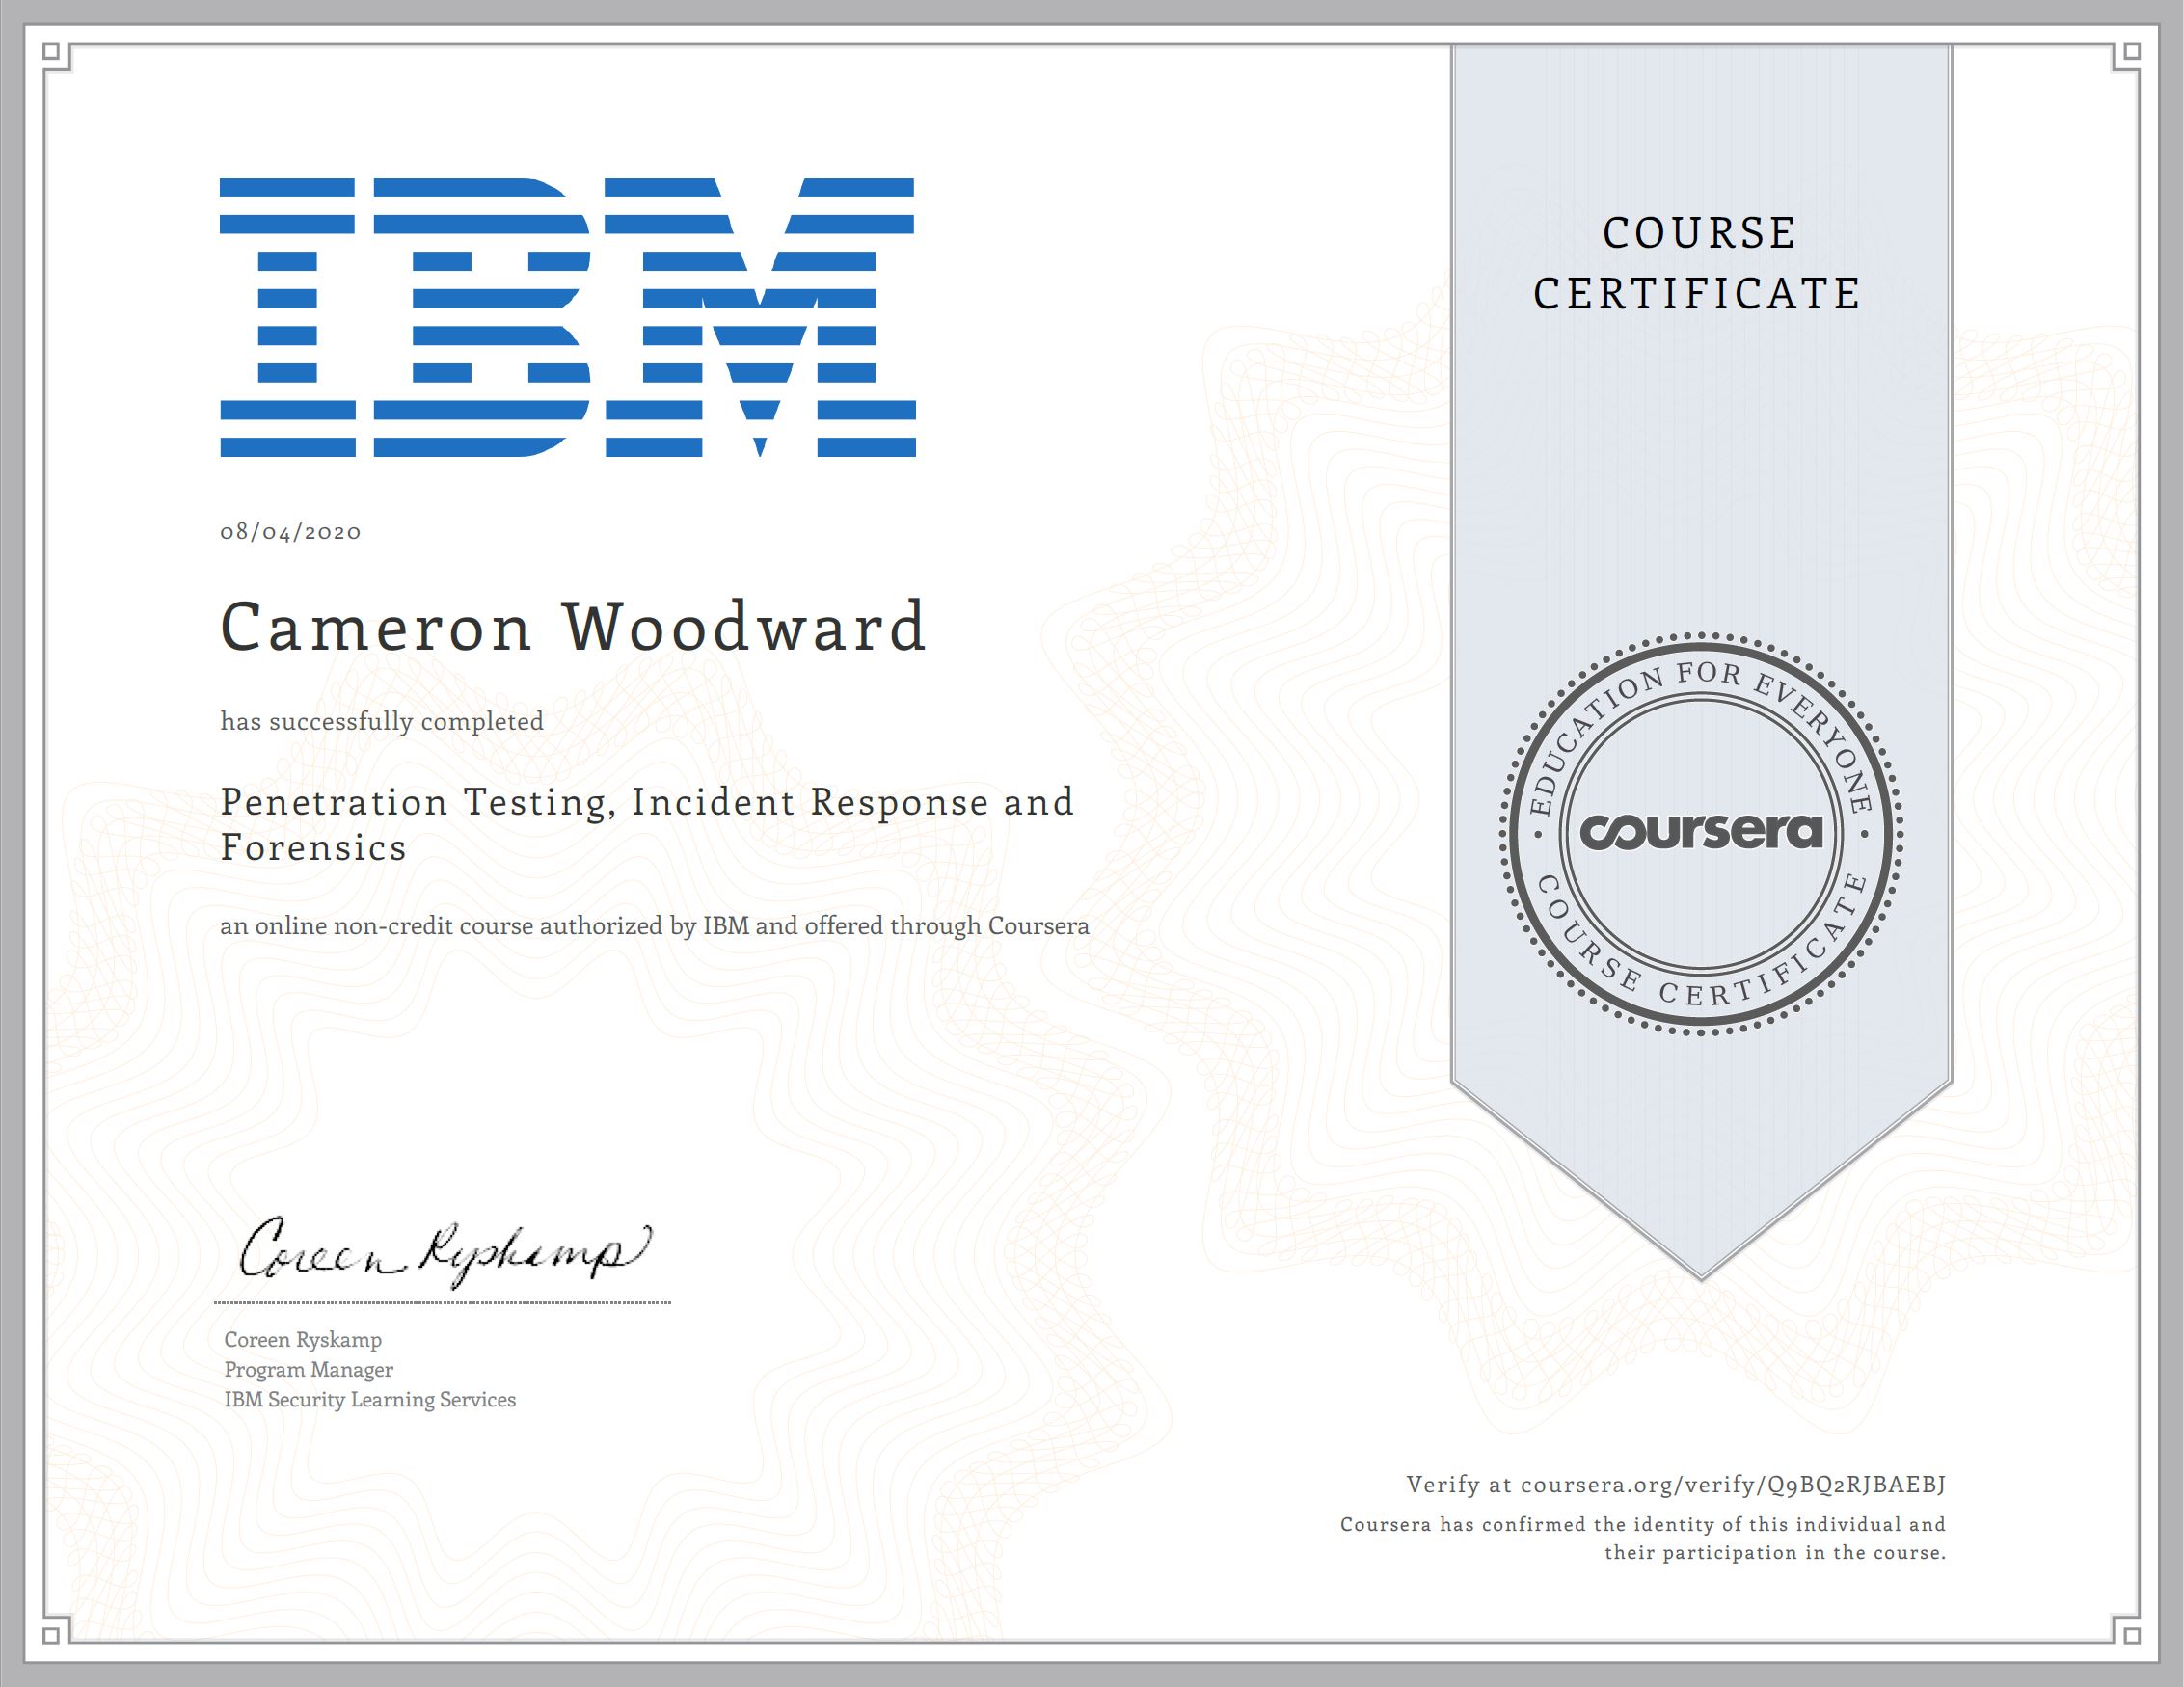 IBM
08/04/2020
Cameron Woodward
has successfully completed
Penetration Testing, Incident Response and
Forensics
an online non-credit course authorized by IBM and offered through Coursera
Coreen Ryskamp
Coreen Ryskamp
Program Manager
IBM Security Learning Services
COURSE
CERTIFICATE
EDUCATION FOR EVERYONE
coursera
COURSE CERTIFICATE
Verify at coursera.org/verify/Q9BQ2RJBAEBJ
Coursera has confirmed the identity of this individual and
their participation in the course.